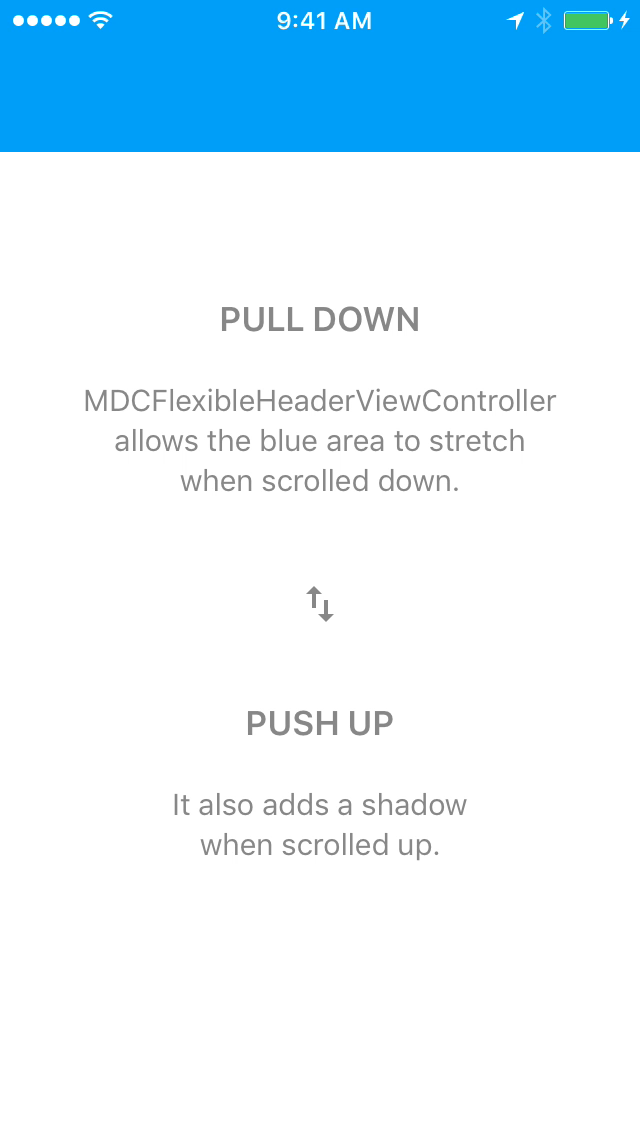 9:41 AM
PULL DOWN
MDCFlexibleHeaderViewController
allows the blue area to stretch
when scrolled down.
PUSH UP
It also adds a shadow
when scrolled up.